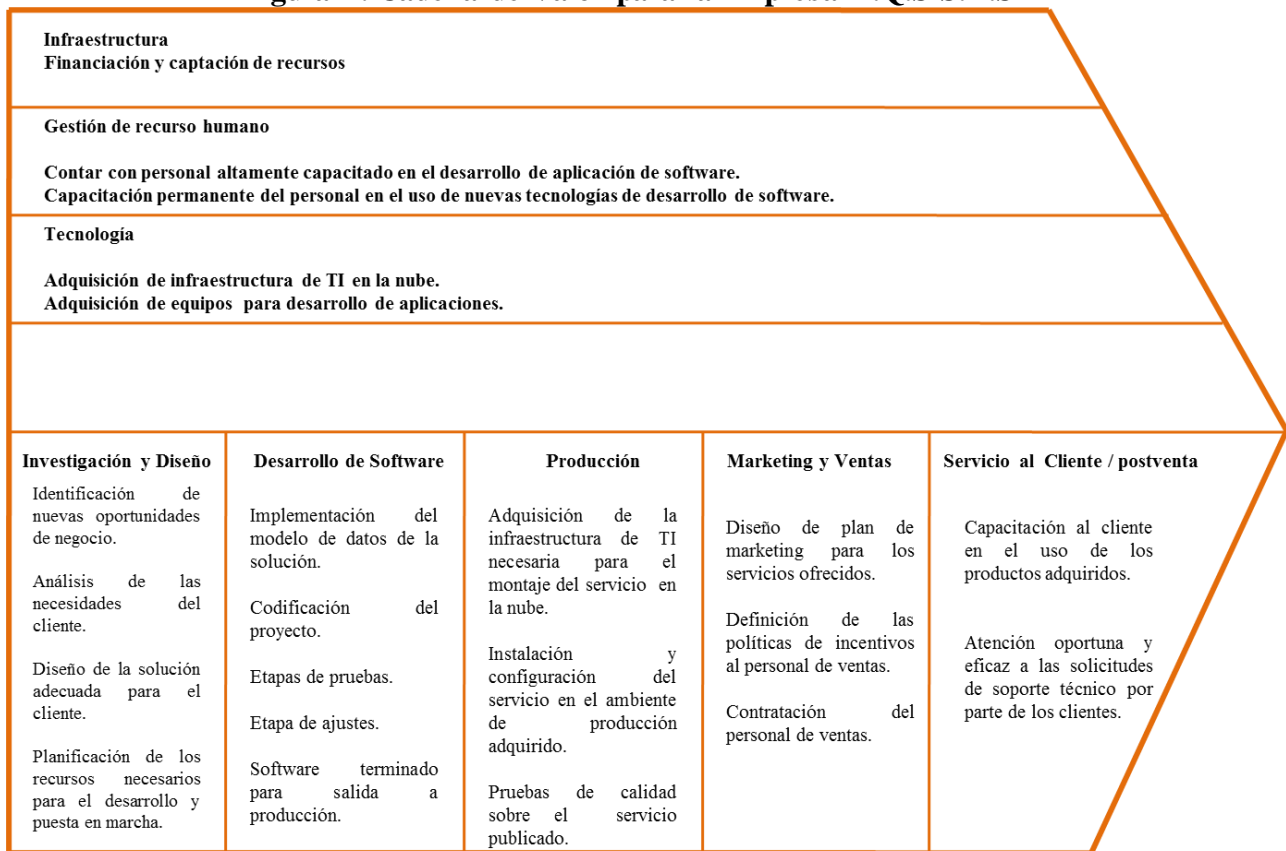 Infraestructura
Financiación y captación de recursos
Gestión de recurso humano
Contar con personal altamente capacitado en el desarrollo de aplicación de software.
Capacitación permanente del personal en el uso de nuevas tecnologías de desarrollo de software.
Tecnología
Adquisición de infraestructura de TI en la nube.
Adquisición de equipos para desarrollo de aplicaciones.
Investigación y Diseño
Identificación de
nuevas oportunidades
de negocio.
Análisis de las
necesidades del
cliente.
Diseño de la solución
adecuada para el
cliente.
Planificación de los
recursos necesarios
para el desarrollo y
puesta en marcha.
Desarrollo de Software
Implementación del
modelo de datos de la
solución.
Codificación del
proyecto.
Etapas de pruebas.
Etapa de ajustes.
Software terminado
para salida a
producción.
Producción
Adquisición de la
infraestructura de TI
necesaria para el
montaje del servicio en
la nube.
Instalación y
configuración del
servicio en el ambiente
de producción
adquirido.
Pruebas de calidad
sobre el servicio
publicado.
Marketing y Ventas
Diseño de plan de
marketing para los
servicios ofrecidos.
Definición de las
políticas de incentivos
al personal de ventas.
Contratación del
personal de ventas.
Servicio al Cliente / postventa
Capacitación al cliente
en el uso de los
productos adquiridos.
Atención oportuna y
eficaz a las solicitudes
de soporte técnico por
parte de los clientes.